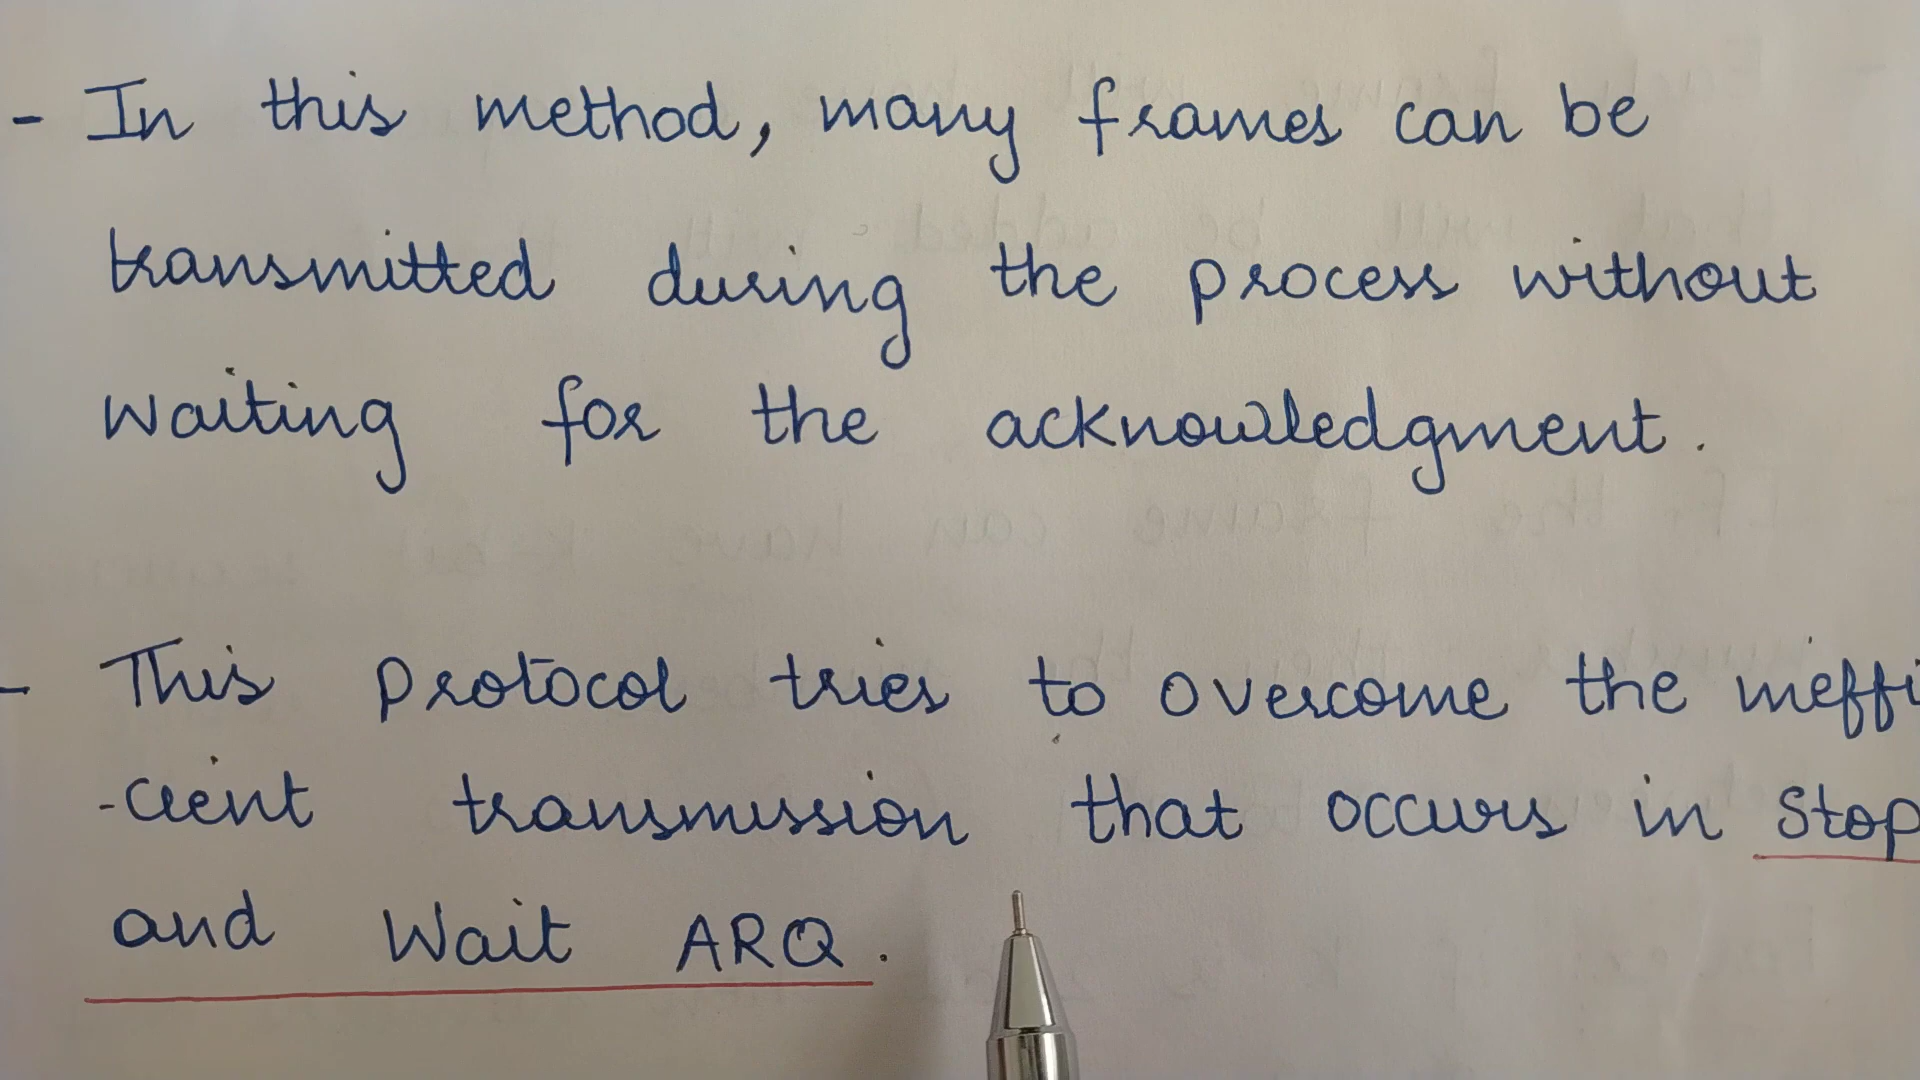 - In this method, many frames can be
transmitted during the process without
waiting for the acknowledgment.
- This protocol tries to overcome the ineffi
-cient transmission that occurs in Stop
and Wait ARQ.